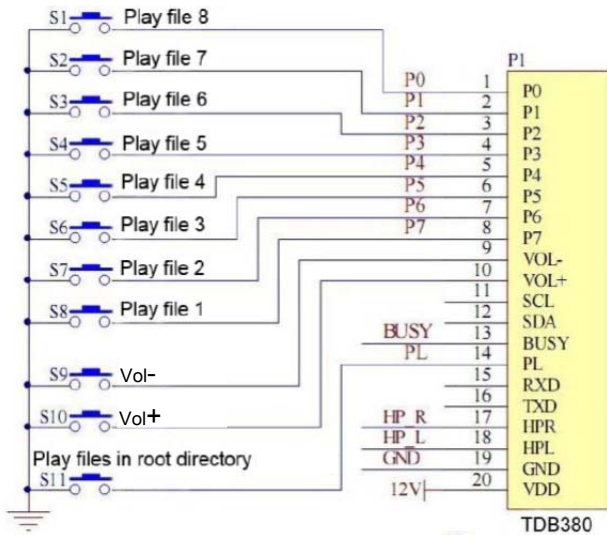 S1 Play file 8
S2 Play file 7
S3 Play file 6
S4 Play file 5
S5 Play file 4
S6 Play file 3
S7 Play file 2
S8 Play file 1
S9 Vol-
S10 Vol+
Play files in root directory
S11
P1
P0 1 P0
P1 2 P1
P2 3 P2
P3 4 P3
P4 5 P4
P5 6 P5
P6 7 P6
P7 8 P7
9 VOL-
10 VOL+
11 SCL
12 SDA
BUSY 13 BUSY
PL 14 PL
15 RXD
16 TXD
HP_R 17 HPR
HP_L 18 HPL
GND 19 GND
12V 20 VDD
TDB380